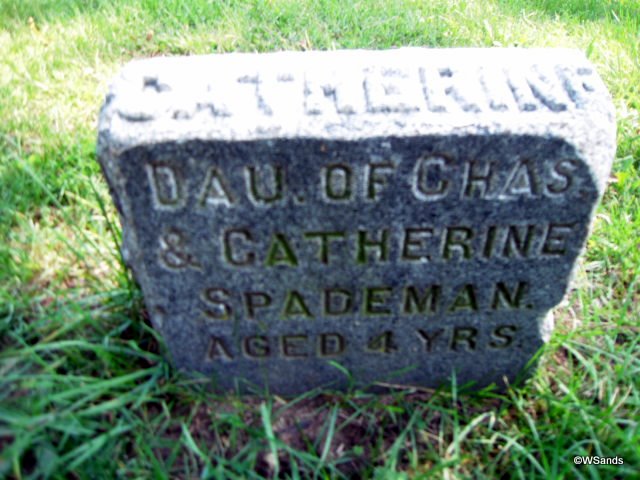 CATHERINE
DAU. OF CHAS.
& CATHERINE
SPADEMAN.
AGED 4 YRS.
©WSands